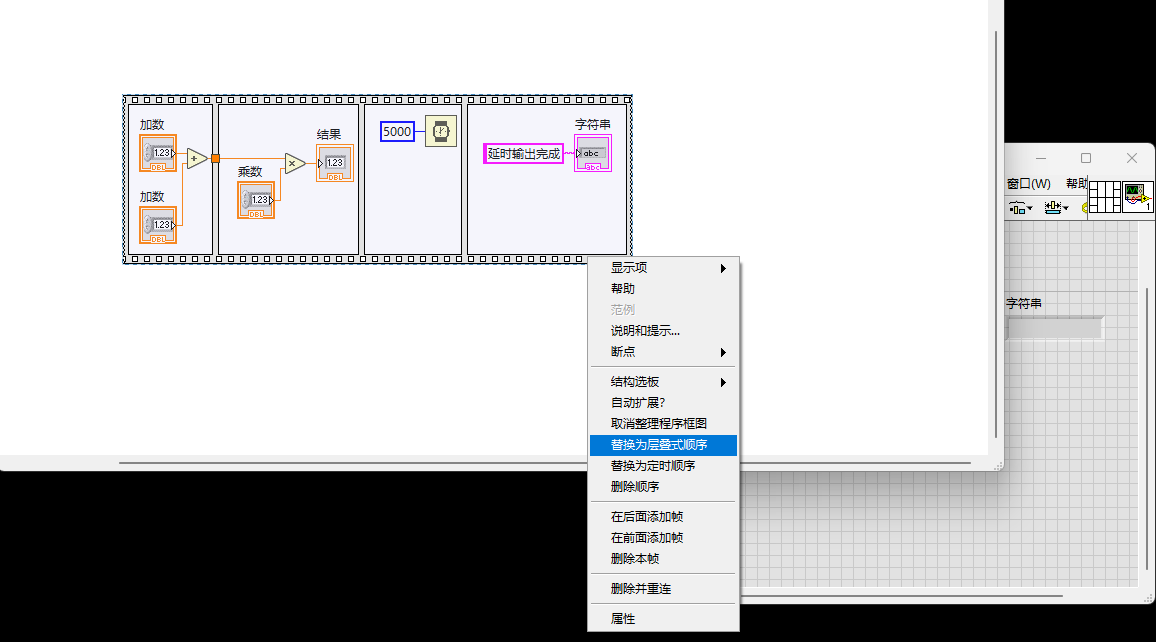 加数
1.23
DBL
加数
1.23
DBL
乘数
1.23
DBL
结果
1.23
DBL
5000
延时输出完成
字符串
abc
abc
显示项
帮助
范例
说明和提示...
断点
结构选板
自动扩展?
取消整理程序框图
替换为层叠式顺序
替换为定时顺序
删除顺序
在后面添加帧
在前面添加帧
删除本帧
删除并重连
属性
窗口(W) 帮助
1
字符串